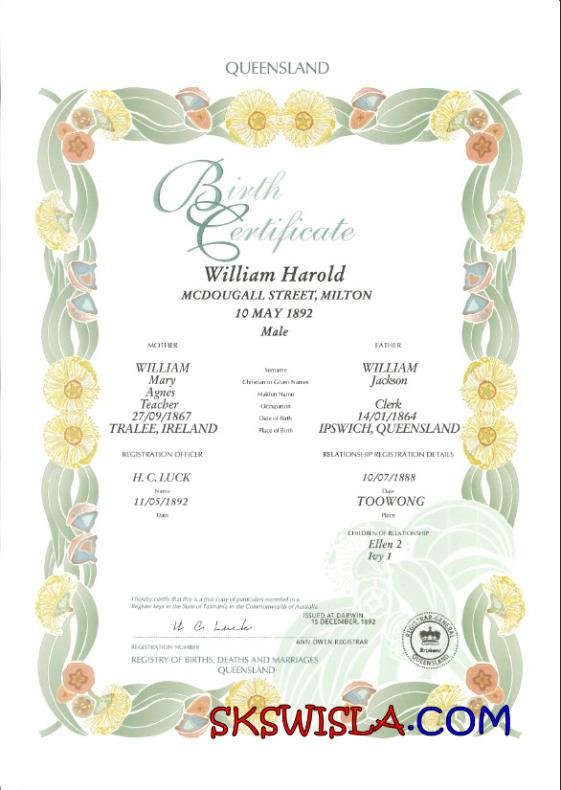 QUEENSLAND
Birth
Certificate
William Harold
MCDOUGALL STREET, MILTON
10 MAY 1892
Male
MOTHER
FATHER
WILLIAM Surname WILLIAM
Mary Christian or Given Names Jackson
Agnes Maiden Name
Teacher Occupation Clerk
27/09/1867 Date of Birth 14/01/1864
TRALEE, IRELAND Place of Birth IPSWICH, QUEENSLAND
REGISTRATION OFFICER
RELATIONSHIP REGISTRATION DETAILS
H. C. LUCK
Name
11/05/1892
Date
10/07/1888
Date
TOOWONG
Place
CHILDREN OF RELATIONSHIP
Ellen 2
Ivy 1
I hereby certify that this is a true copy of particulars recorded in a
Register kept in the State of Tasmania in the Commonwealth of Australia
H. C. Luck
ISSUED AT DARWIN
15 DECEMBER, 1892
ANN OWEN REGISTRAR
REGISTRATION NUMBER
REGISTRY OF BIRTHS, DEATHS AND MARRIAGES
QUEENSLAND
REGISTRAR-GENERAL
Brisbane
QUEENSLAND
SKSWISLA.COM